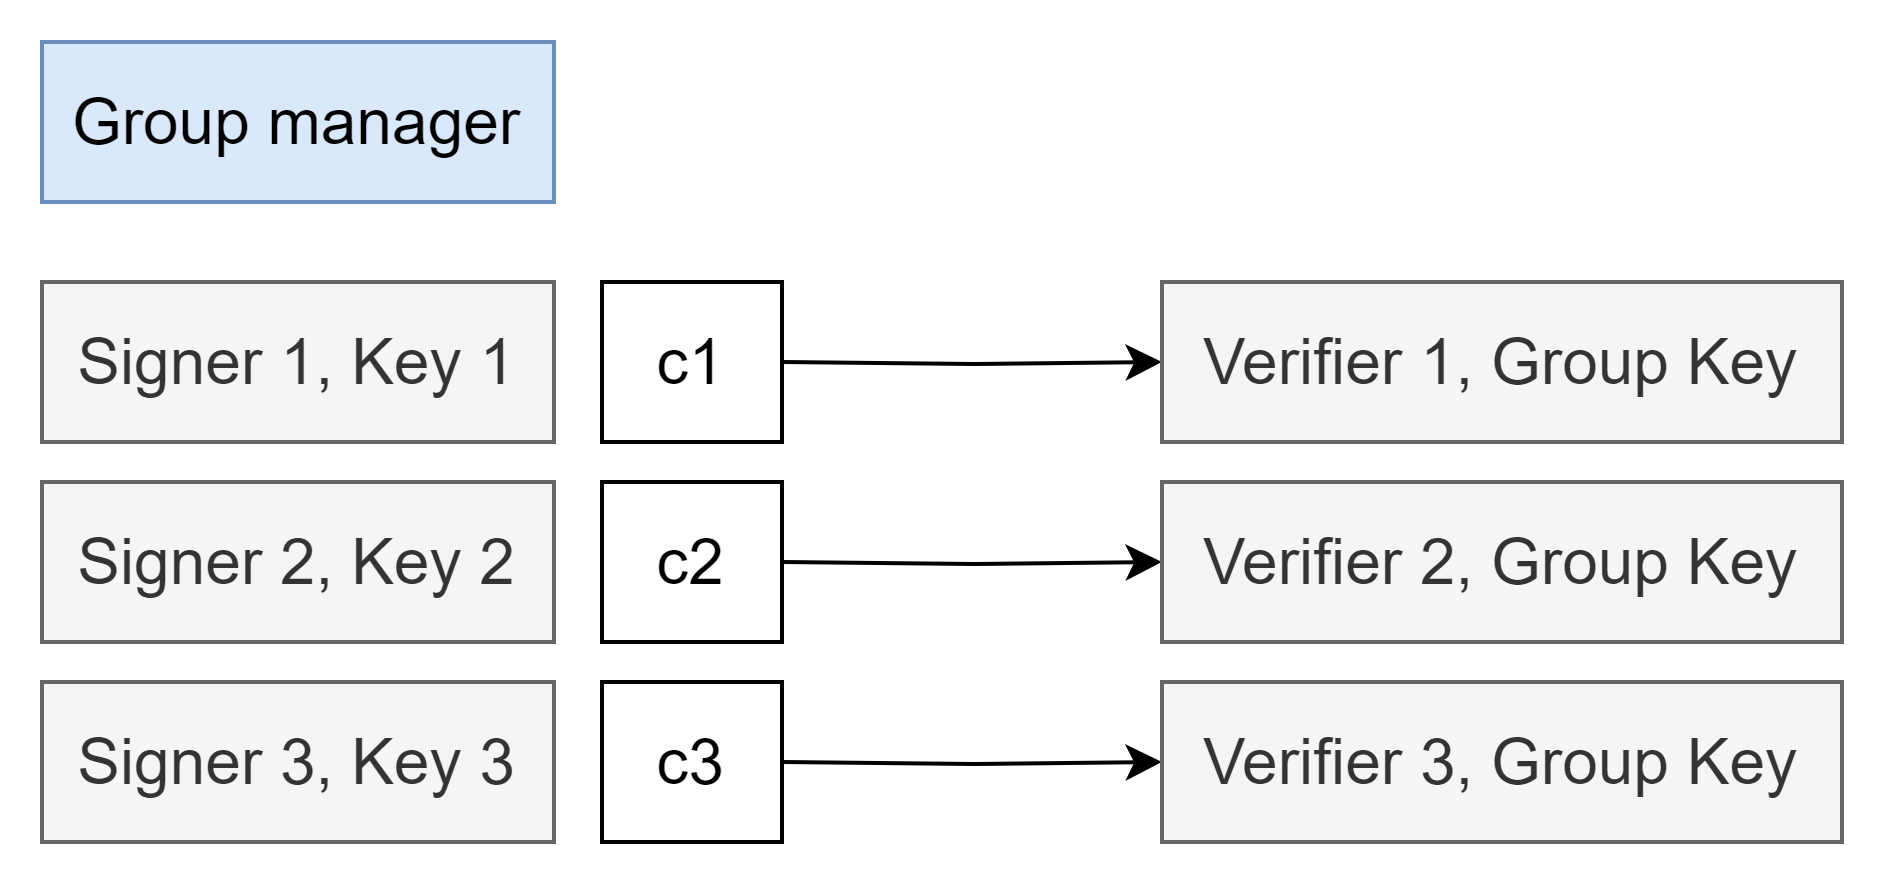 Group manager
Signer 1, Key 1
c1
Verifier 1, Group Key
Signer 2, Key 2
c2
Verifier 2, Group Key
Signer 3, Key 3
c3
Verifier 3, Group Key